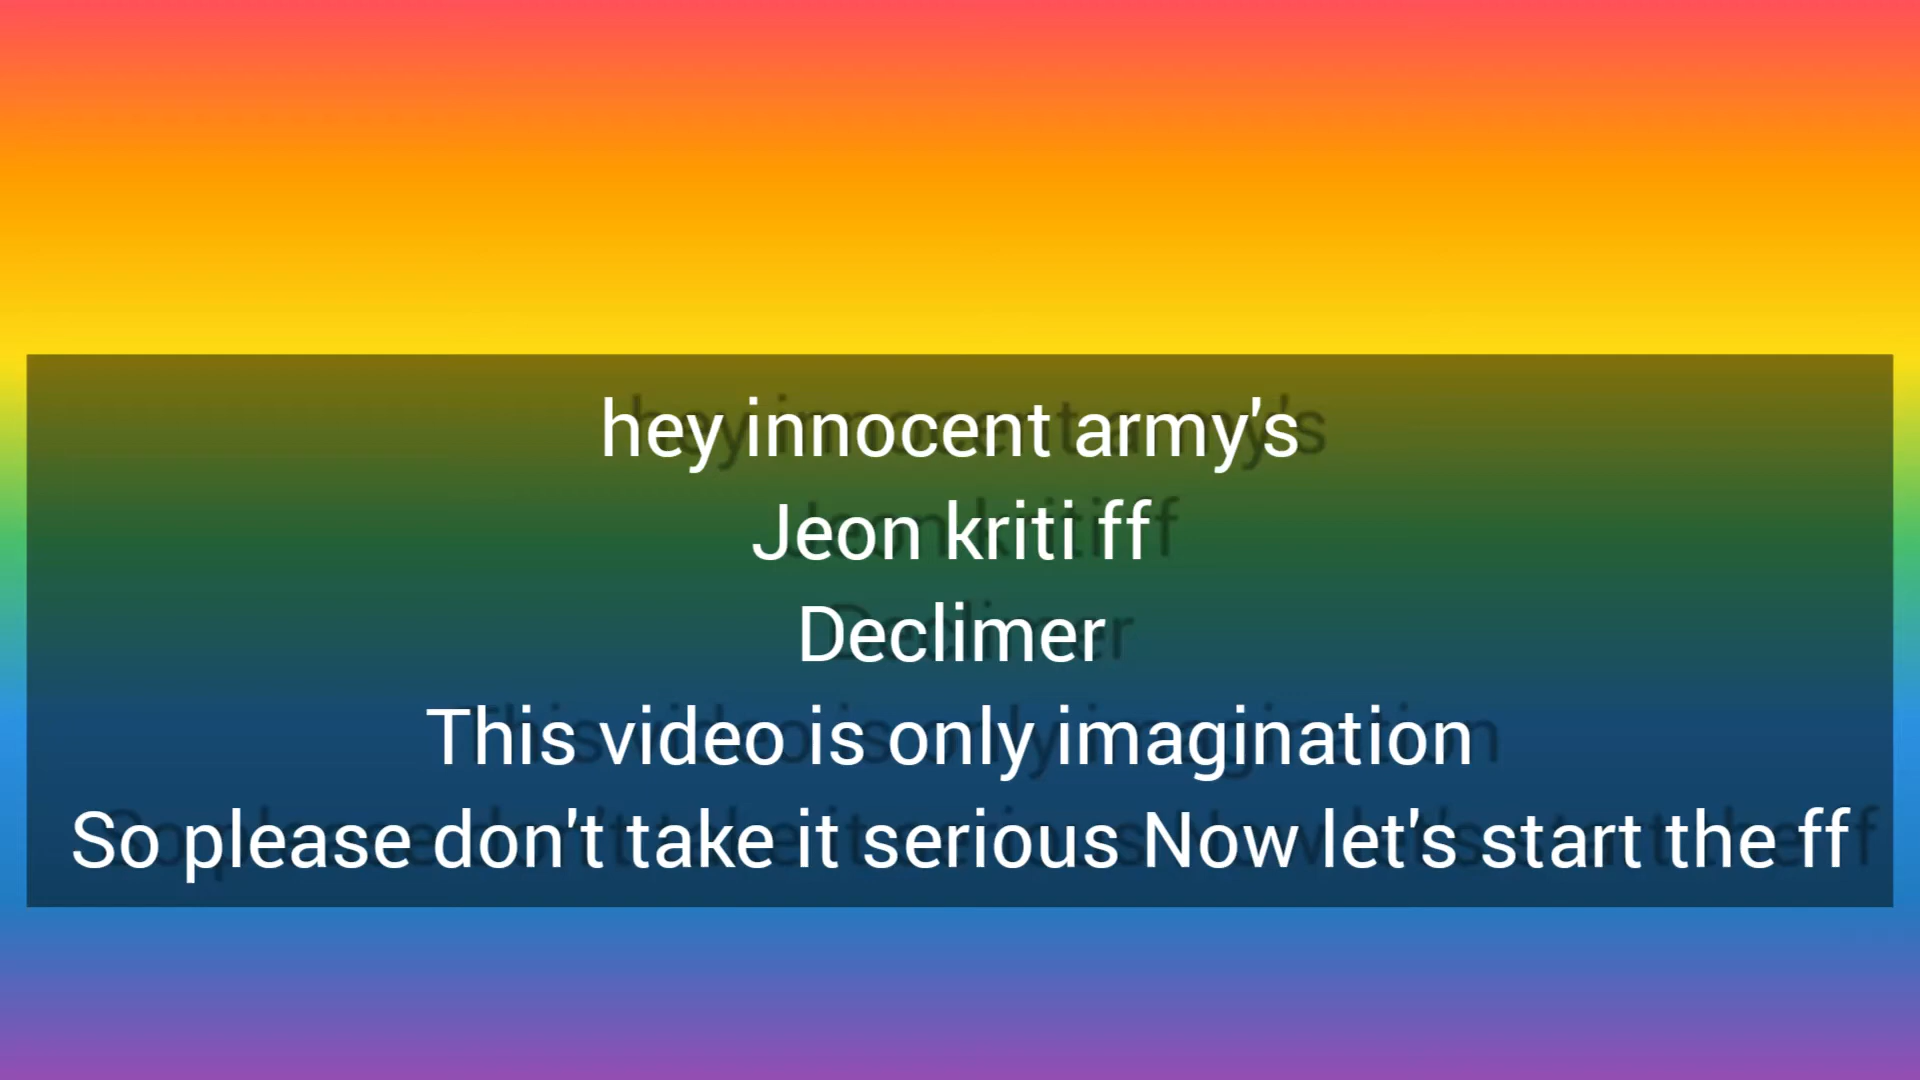 hey innocent army's
Jeon kriti ff
Declimer
This video is only imagination
So please don't take it serious Now let's start the ff